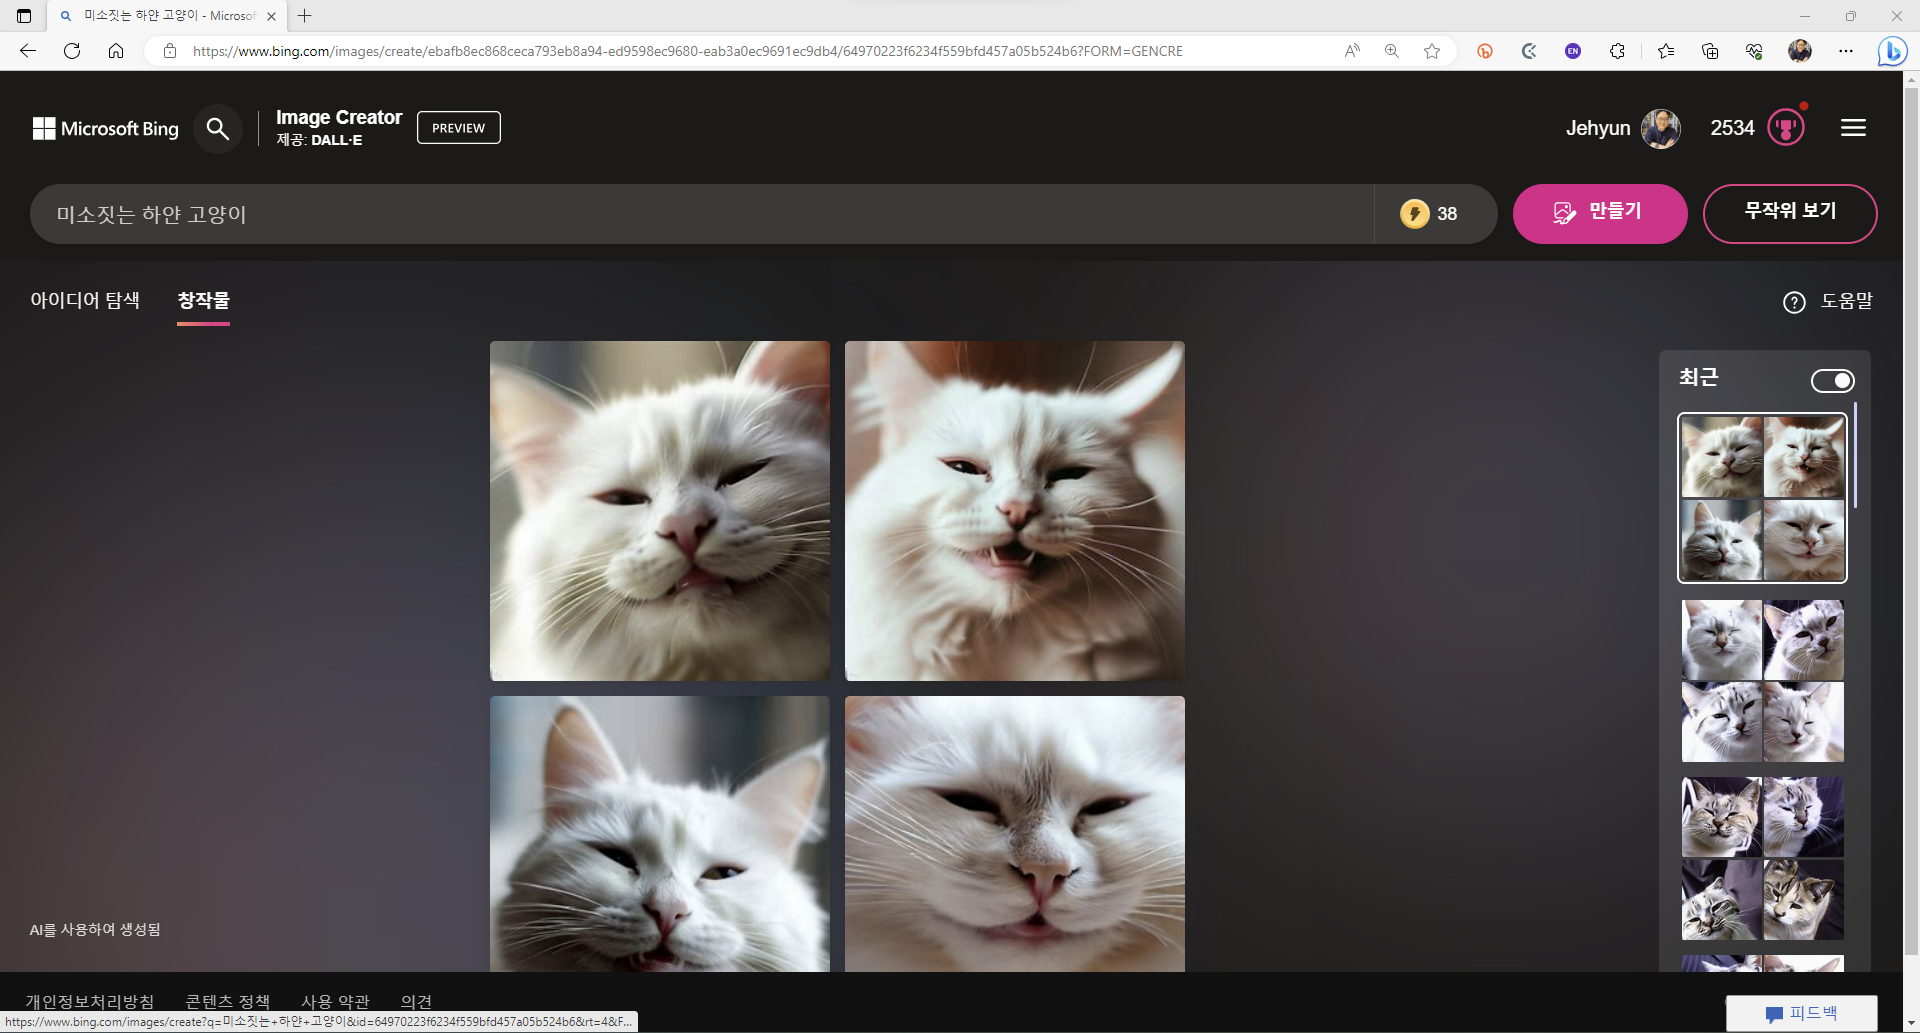 미소짓는 하얀 고양이 - Microsof
https://www.bing.com/images/create/ebafb8ec868ceca793eb8a94-ed9598ec9680-eab3a0ec9691ec9db4/64970223f6234f559bfd457a05b524b6?FORM=GENCRE
EN
Microsoft Bing
Image Creator
제공: DALL·E
PREVIEW
Jehyun
2534
미소짓는 하얀 고양이
38
만들기
무작위 보기
아이디어 탐색
창작물
도움말
최근
AI를 사용하여 생성됨
개인정보처리방침
콘텐츠 정책
사용 약관
의견
https://www.bing.com/images/create?q=미소짓는+하얀+고양이&id=64970223f6234f559bfd457a05b524b6&rt=4&F...
피드백